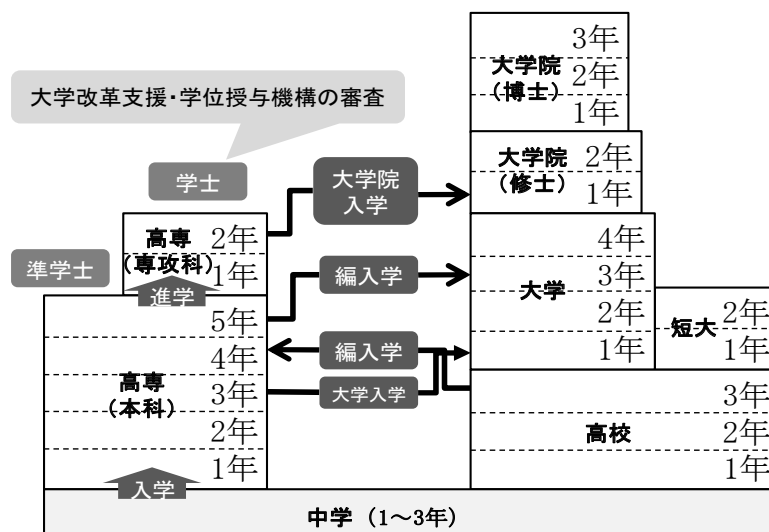 3年
大学院
2年
(博士)
1年
大学改革支援・学位授与機構の審査
学士
大学院
入学
大学院
2年
(修士)
1年
高専
2年
(専攻科)
1年
準学士
進学
編入学
4年
3年
大学
2年
1年
短大
2年
1年
5年
4年
高専
3年
(本科)
2年
1年
入学
編入学
大学入学
3年
高校
2年
1年
中学 (1～3年)